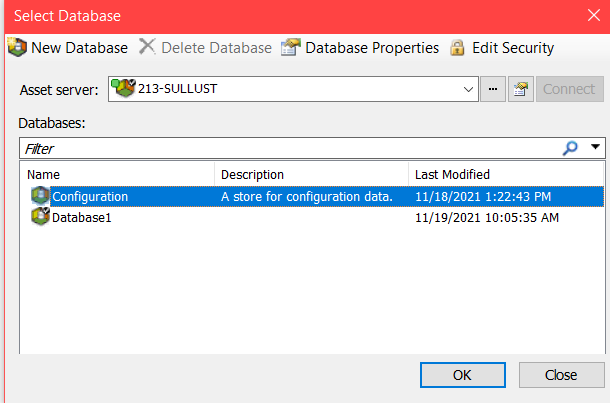 Select Database
New Database Delete Database Database Properties Edit Security
Asset server: 213-SULLUST ... Connect
Databases:
Filter
Name Description Last Modified
Configuration A store for configuration data. 11/18/2021 1:22:43 PM
Database1 11/19/2021 10:05:35 AM
OK Close